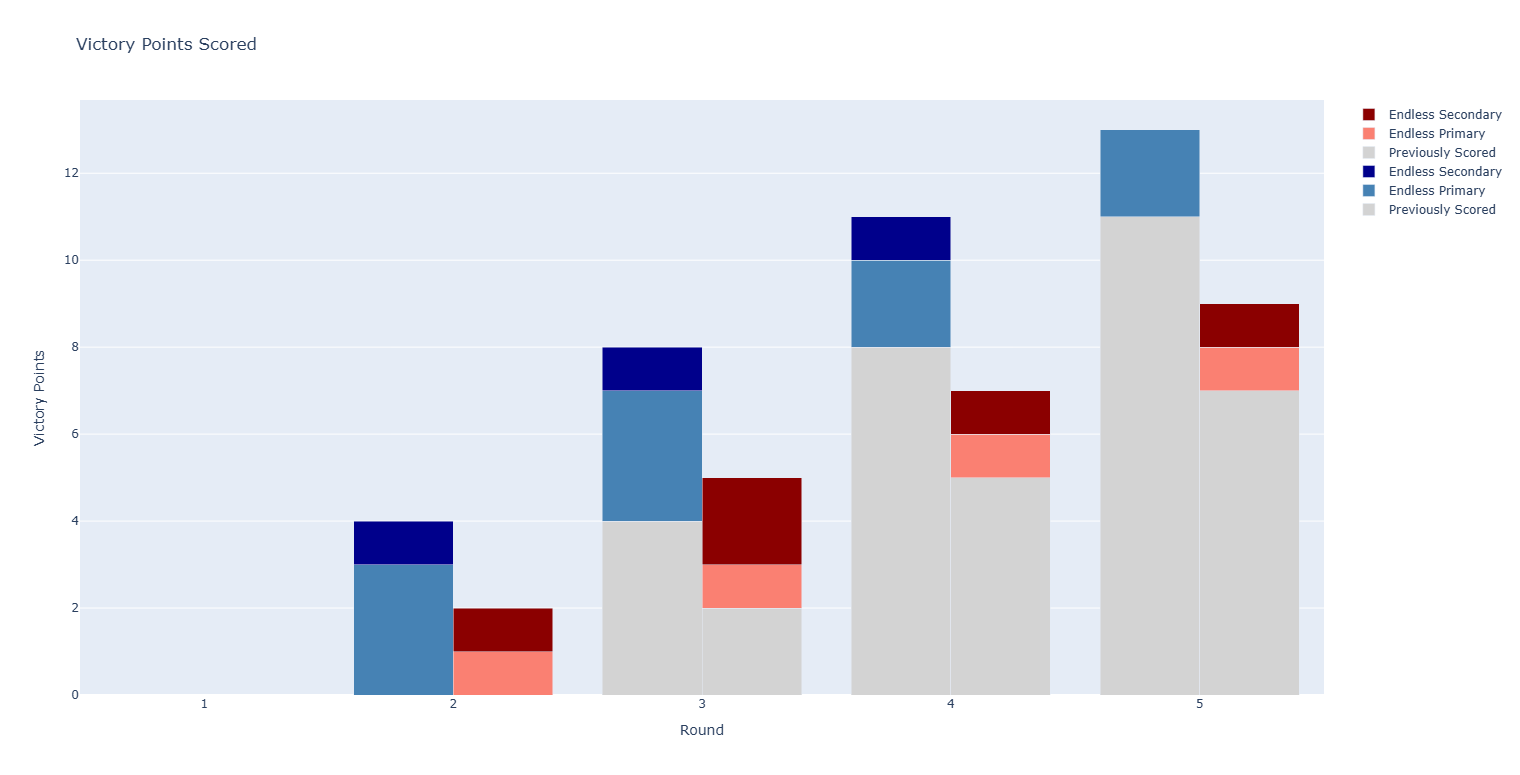 Victory Points Scored
Endless Secondary
Endless Primary
Previously Scored
Endless Secondary
Endless Primary
Previously Scored
Victory Points
12
10
8
6
4
2
0
1 2 3 4 5
Round